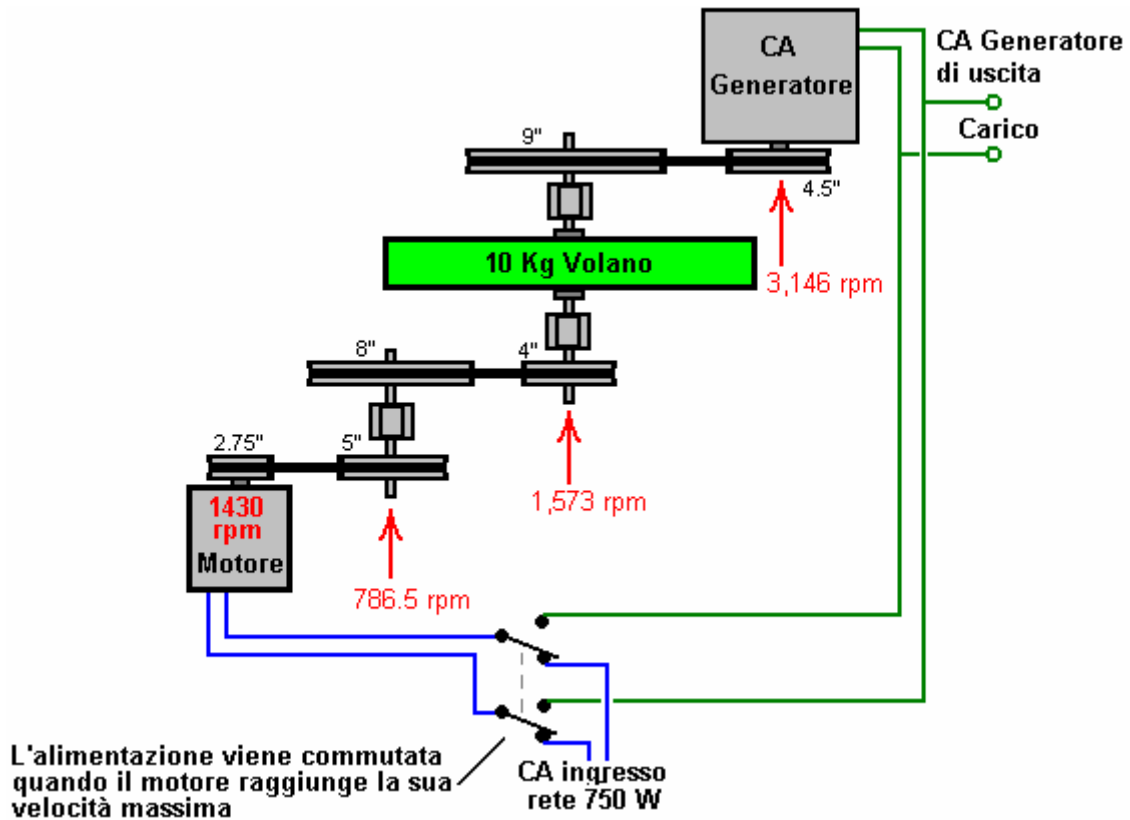 CA
Generatore
CA Generatore
di uscita
Carico
9"
4.5"
10 Kg Volano
3,146 rpm
8"
4"
2.75"
5"
1,573 rpm
1430
rpm
Motore
786.5 rpm
L'alimentazione viene commutata
quando il motore raggiunge la sua
velocità massima
CA ingresso
rete 750 W